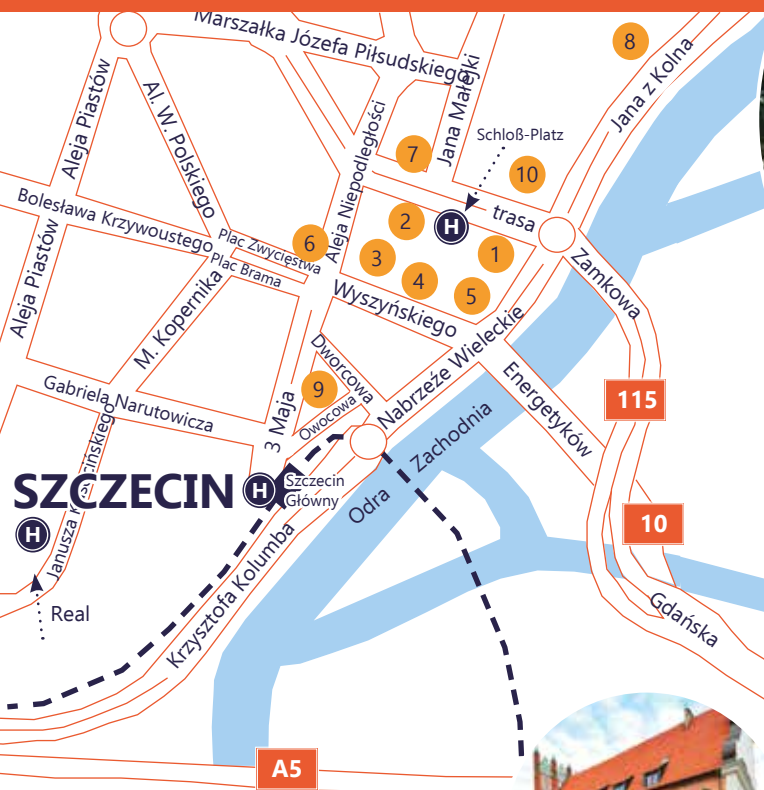 Marszałka Józefa Piłsudskiego
8
Jana z Kolna
Aleja Piastów
Al. W. Polskiego
Aleja Niepodległości
Jana Matejki
Schloß-Platz
7
10
Bolesława Krzywoustego
2
H
trasa
6
Plac Zwycięstwa
3
1
Plac Brama
4
5
Zamkowa
Aleja Piastów
Wyszyńskiego
M. Kopernika
Nabrzeże Wieleckie
Dworcowa
Energetyków
9
Gabriela Narutowicza
Owocowa
3 Maja
115
Odra Zachodnia
SZCZECIN
H
Szczecin
Główny
H
10
Janusza
Krzysztofa Kolumba
Real
Gdańska
A5